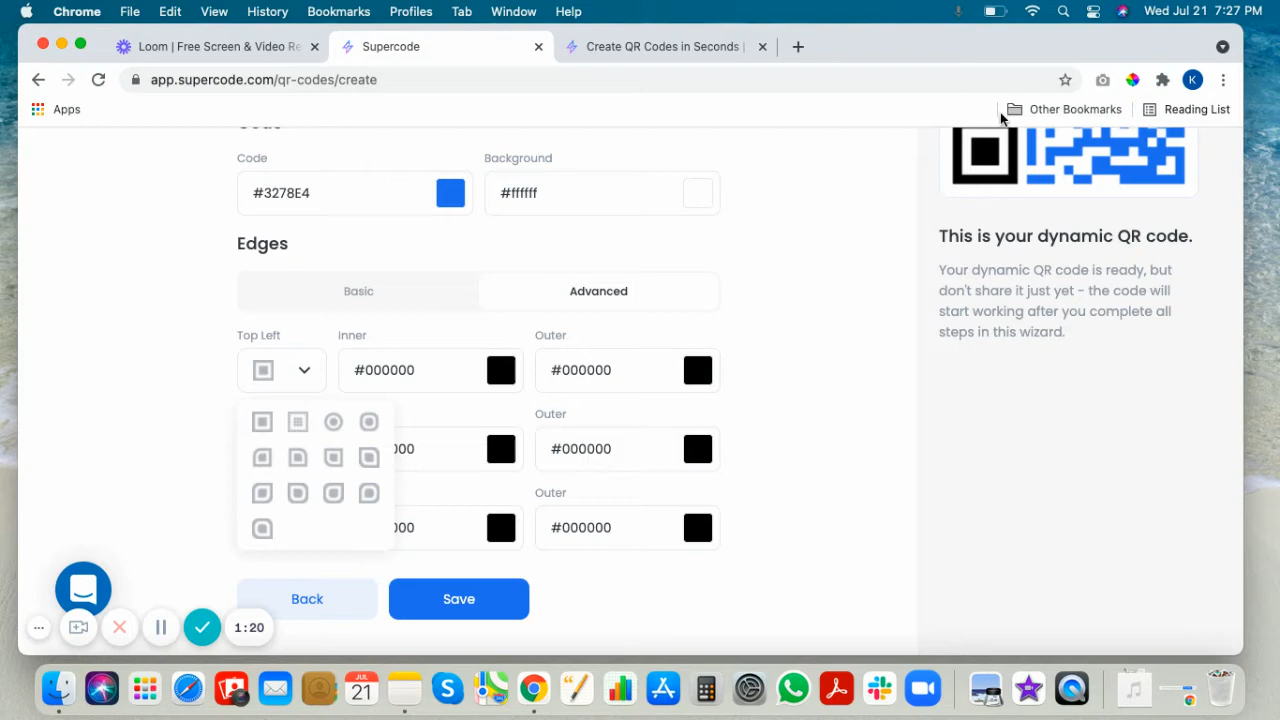 Chrome File Edit View History Bookmarks Profiles Tab Window Help Wed Jul 21 7:27 PM
Loom | Free Screen & Video Re
Supercode
Create QR Codes in Seconds |
app.supercode.com/qr-codes/create
K
Apps
Other Bookmarks
Reading List
Code Background
#3278E4 #ffffff
Edges
Basic Advanced
Top Left Inner Outer
#000000 #000000
Outer
000 #000000
Outer
000 #000000
Back Save
1:20
This is your dynamic QR code.
Your dynamic QR code is ready, but
don't share it just yet - the code will
start working after you complete all
steps in this wizard.
JUL
21